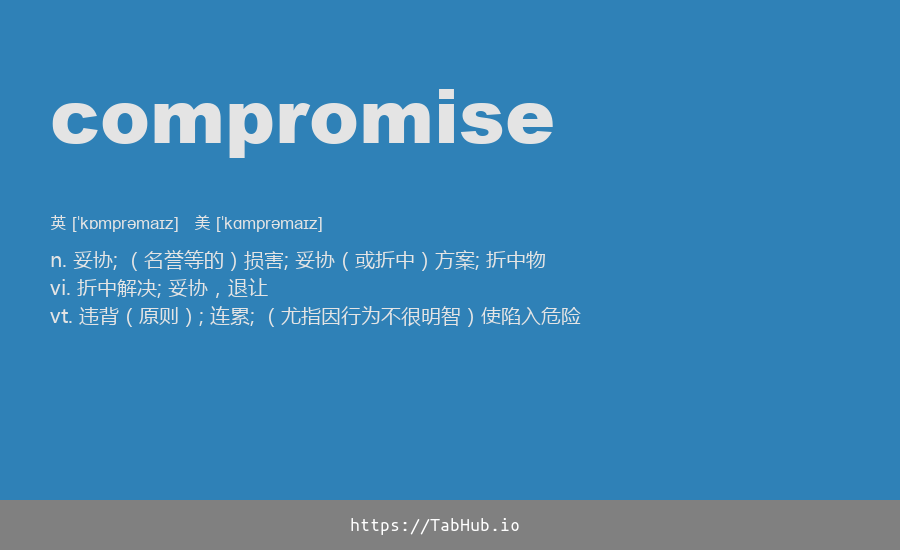 compromise
英 [ˈkɒmprəmaɪz] 美 [ˈkɑmprəmaɪz]
n. 妥协; （名誉等的）损害; 妥协（或折中）方案; 折中物
vi. 折中解决; 妥协，退让
vt. 违背（原则）; 连累; （尤指因行为不很明智）使陷入危险
https://TabHub.io